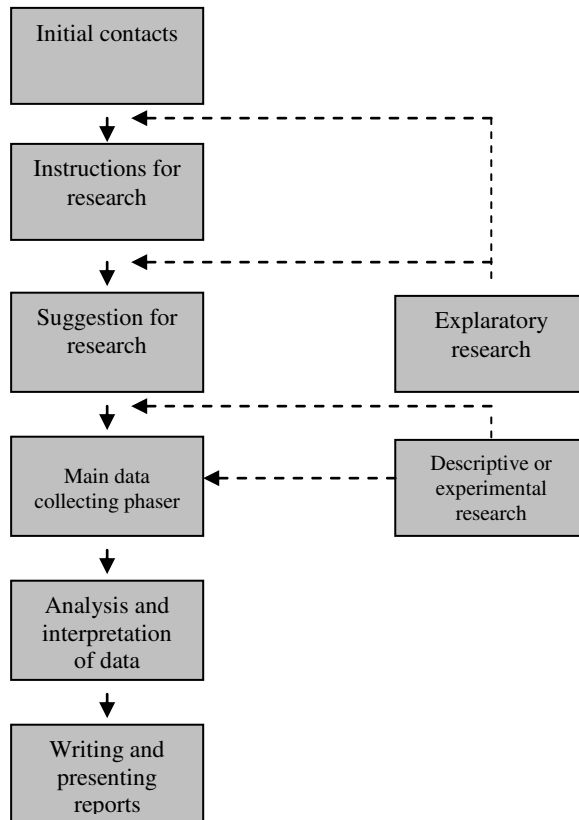 Initial contacts
Instructions for
research
Suggestion for
research
Explaratory
research
Main data
collecting phaser
Descriptive or
experimental
research
Analysis and
interpretation
of data
Writing and
presenting
reports